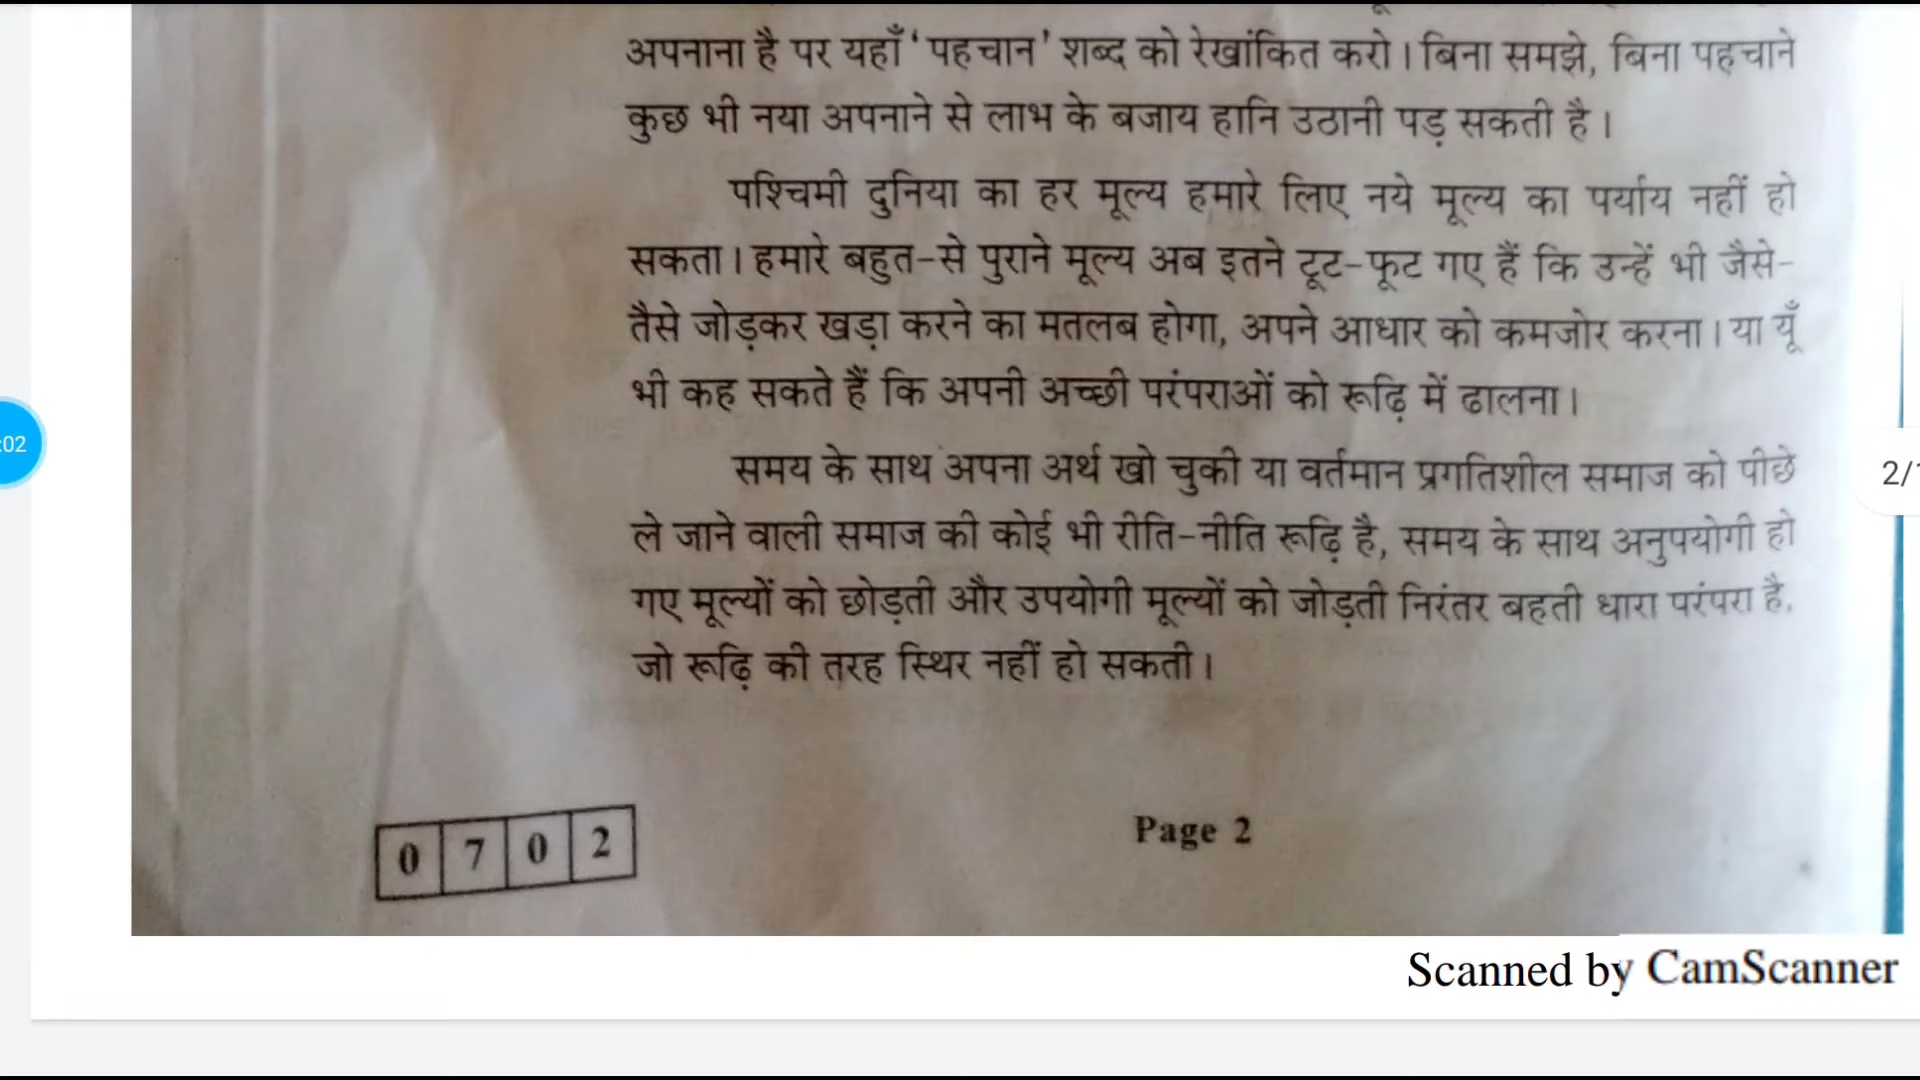 अपनाना है पर यहाँ ‘पहचान’ शब्द को रेखांकित करो। बिना समझे, बिना पहचाने
कुछ भी नया अपनाने से लाभ के बजाय हानि उठानी पड़ सकती है।
पश्चिमी दुनिया का हर मूल्य हमारे लिए नये मूल्य का पर्याय नहीं हो
सकता। हमारे बहुत-से पुराने मूल्य अब इतने टूट-फूट गए हैं कि उन्हें भी जैसे-
तैसे जोड़कर खड़ा करने का मतलब होगा, अपने आधार को कमजोर करना। या यूँ
भी कह सकते हैं कि अपनी अच्छी परंपराओं को रूढ़ि में ढालना।
समय के साथ अपना अर्थ खो चुकी या वर्तमान प्रगतिशील समाज को पीछे
ले जाने वाली समाज की कोई भी रीति-नीति रूढ़ि है, समय के साथ अनुपयोगी हो
गए मूल्यों को छोड़ती और उपयोगी मूल्यों को जोड़ती निरंतर बहती धारा परंपरा है,
जो रूढ़ि की तरह स्थिर नहीं हो सकती।
:02
2/
0 7 0 2
Page 2
Scanned by CamScanner